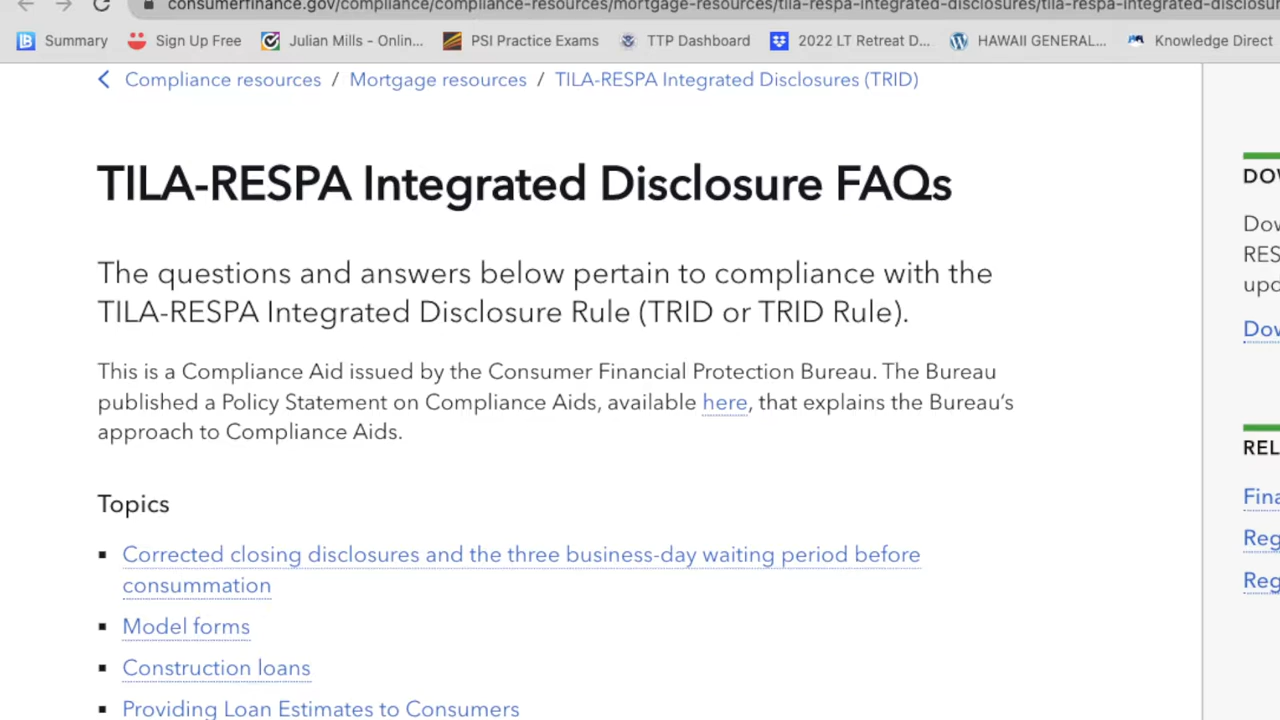 consumerfinance.gov/compliance/compliance-resources/mortgage-resources/tila-respa-integrated-disclosures/tila-respa-integrated-disclosur
Summary Sign Up Free Julian Mills - Onlin... PSI Practice Exams TTP Dashboard 2022 LT Retreat D... HAWAII GENERAL... Knowledge Direct
Compliance resources / Mortgage resources / TILA-RESPA Integrated Disclosures (TRID)
TILA-RESPA Integrated Disclosure FAQs
The questions and answers below pertain to compliance with the
TILA-RESPA Integrated Disclosure Rule (TRID or TRID Rule).
This is a Compliance Aid issued by the Consumer Financial Protection Bureau. The Bureau
published a Policy Statement on Compliance Aids, available here, that explains the Bureau's
approach to Compliance Aids.
Topics
Corrected closing disclosures and the three business-day waiting period before
consummation
Model forms
Construction loans
Providing Loan Estimates to Consumers